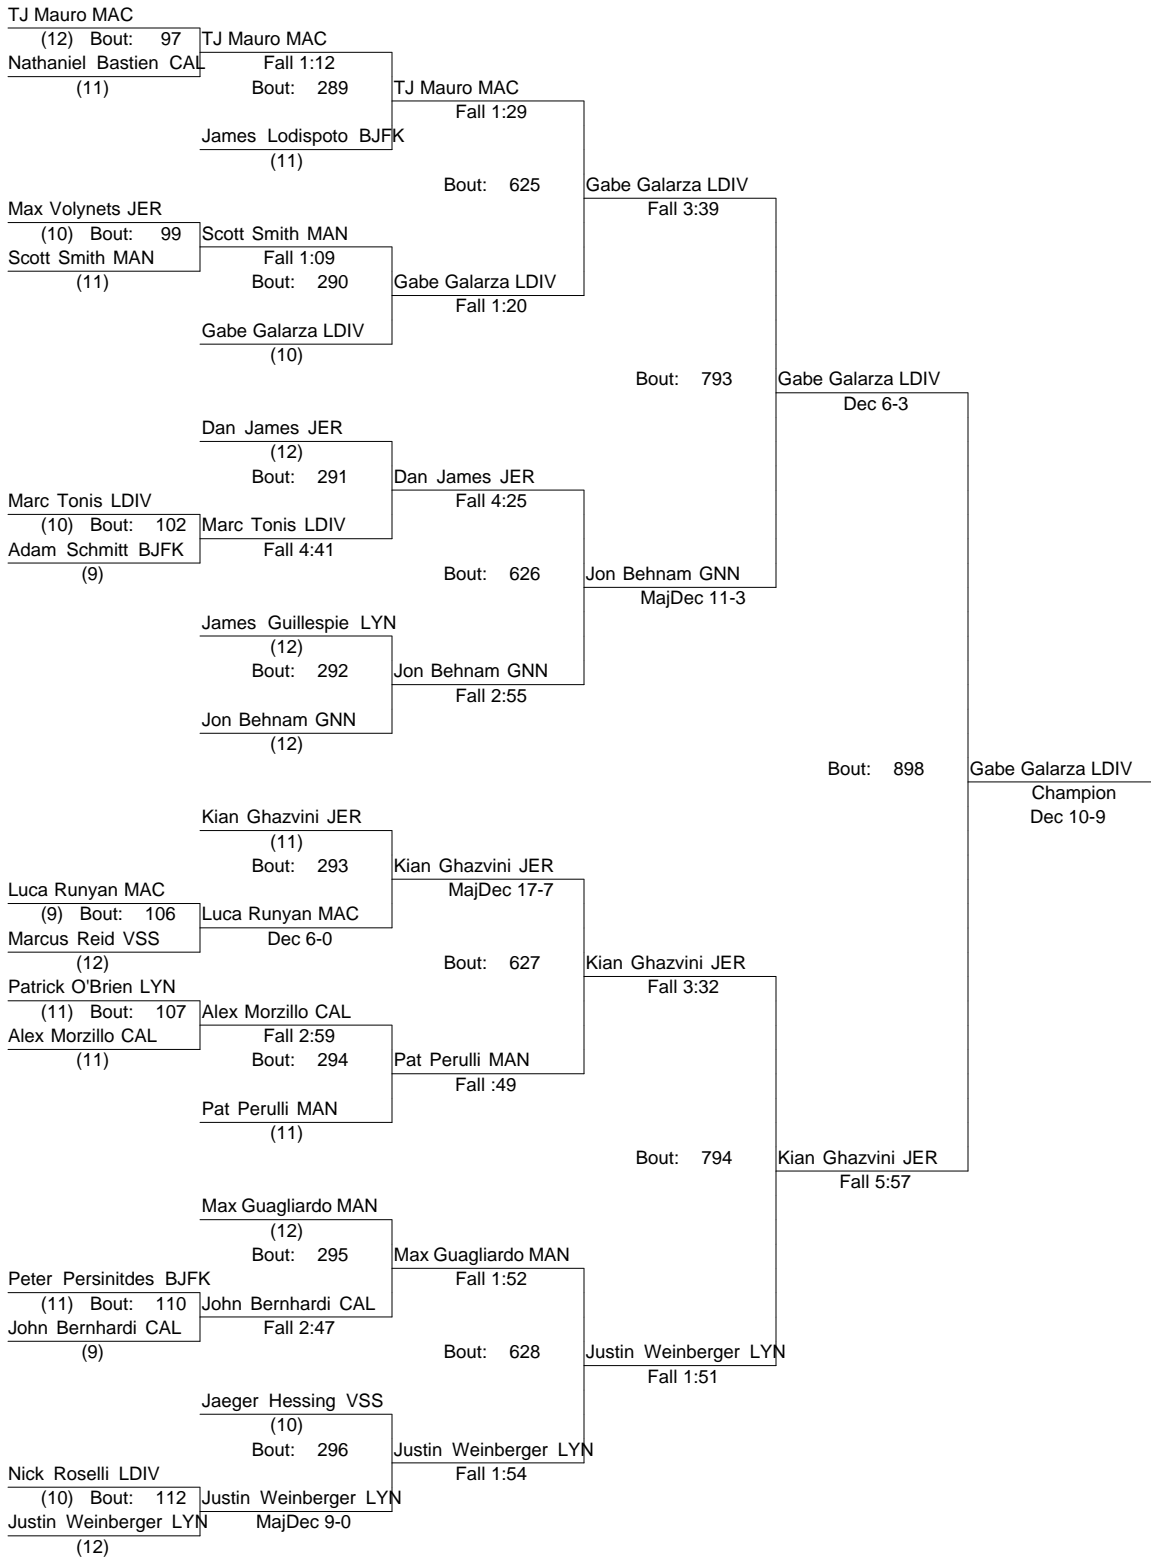 TJ Mauro MAC
(12) Bout: 97 TJ Mauro MAC
Nathaniel Bastien CAL Fall 1:12
(11) Bout: 289 TJ Mauro MAC
Fall 1:29
James Lodispoto BJFK
(11)
Bout: 625 Gabe Galarza LDIV
Max Volynets JER Fall 3:39
(10) Bout: 99 Scott Smith MAN
Scott Smith MAN Fall 1:09
(11) Bout: 290 Gabe Galarza LDIV
Fall 1:20
Gabe Galarza LDIV
(10)
Bout: 793 Gabe Galarza LDIV
Dec 6-3
Dan James JER
(12)
Bout: 291 Dan James JER
Marc Tonis LDIV Fall 4:25
(10) Bout: 102 Marc Tonis LDIV
Adam Schmitt BJFK Fall 4:41
(9) Bout: 626 Jon Behnam GNN
MajDec 11-3
James Guillespie LYN
(12)
Bout: 292 Jon Behnam GNN
Fall 2:55
Jon Behnam GNN
(12)
Bout: 898 Gabe Galarza LDIV
Champion
Kian Ghazvini JER Dec 10-9
(11)
Bout: 293 Kian Ghazvini JER
Luca Runyan MAC MajDec 17-7
(9) Bout: 106 Luca Runyan MAC
Marcus Reid VSS Dec 6-0
(12) Bout: 627 Kian Ghazvini JER
Patrick O'Brien LYN Fall 3:32
(11) Bout: 107 Alex Morzillo CAL
Alex Morzillo CAL Fall 2:59
(11) Bout: 294 Pat Perulli MAN
Fall :49
Pat Perulli MAN
(11)
Bout: 794 Kian Ghazvini JER
Fall 5:57
Max Guagliardo MAN
(12)
Bout: 295 Max Guagliardo MAN
Peter Persinitdes BJFK Fall 1:52
(11) Bout: 110 John Bernhardi CAL
John Bernhardi CAL Fall 2:47
(9) Bout: 628 Justin Weinberger LYN
Fall 1:51
Jaeger Hessing VSS
(10)
Bout: 296 Justin Weinberger LYN
Nick Roselli LDIV Fall 1:54
(10) Bout: 112 Justin Weinberger LYN
Justin Weinberger LYN MajDec 9-0
(12)